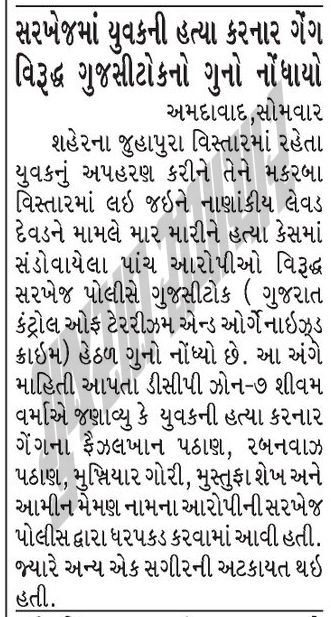 સરખેજમાં યુવકની હત્યા કરનાર ગેંગ
વિરૂદ્ધ ગુજસીટોકનો ગુનો નોંધાયો
અમદાવાદ,સોમવાર
શહેરના જુહાપુરા વિસ્તારમાં રહેતા
યુવકનું અપહરણ કરીને તેને મકરબા
વિસ્તારમાં લઇ જઇને નાણાંકીય લેવડ
દેવડને મામલે માર મારીને હત્યા કેસમાં
સંડોવાયેલા પાંચ આરોપીઓ વિરૂદ્ધ
સરખેજ પોલીસે ગુજસીટોક ( ગુજરાત
કંટ્રોલ ઓફ ટેરરિઝમ એન્ડ ઓર્ગેનાઇઝ્ડ
ક્રાઇમ) હેઠળ ગુનો નોંધ્યો છે. આ અંગે
માહિતી આપતા ડીસીપી ઝોન-૭ શીવમ
વર્માએ જણાવ્યુ કે યુવકની હત્યા કરનાર
ગેંગના ફૈઝલખાન પઠાણ, રબનવાઝ
પઠાણ, મુખ્તિયાર ગોરી, મુસ્તુફા શેખ અને
આમીન મેમણ નામના આરોપીની સરખેજ
પોલીસ દ્વારા ધરપકડ કરવામાં આવી હતી.
જ્યારે અન્ય એક સગીરની અટકાયત થઇ
હતી.